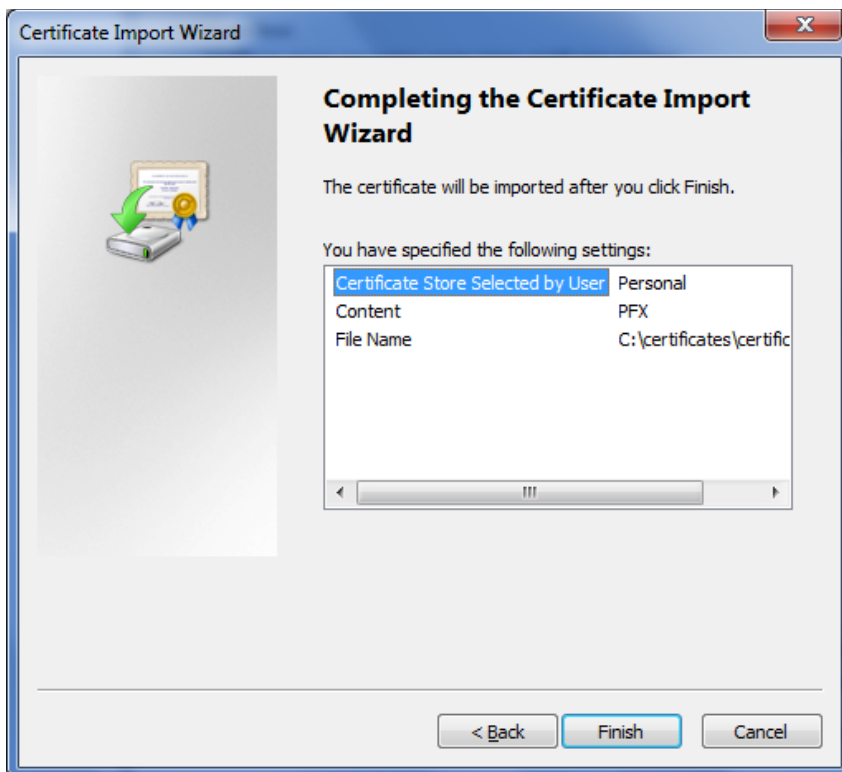 Certificate Import Wizard
Completing the Certificate Import
Wizard
The certificate will be imported after you click Finish.
You have specified the following settings:
Certificate Store Selected by User Personal
Content PFX
File Name C:\certificates\certific
< Back Finish Cancel